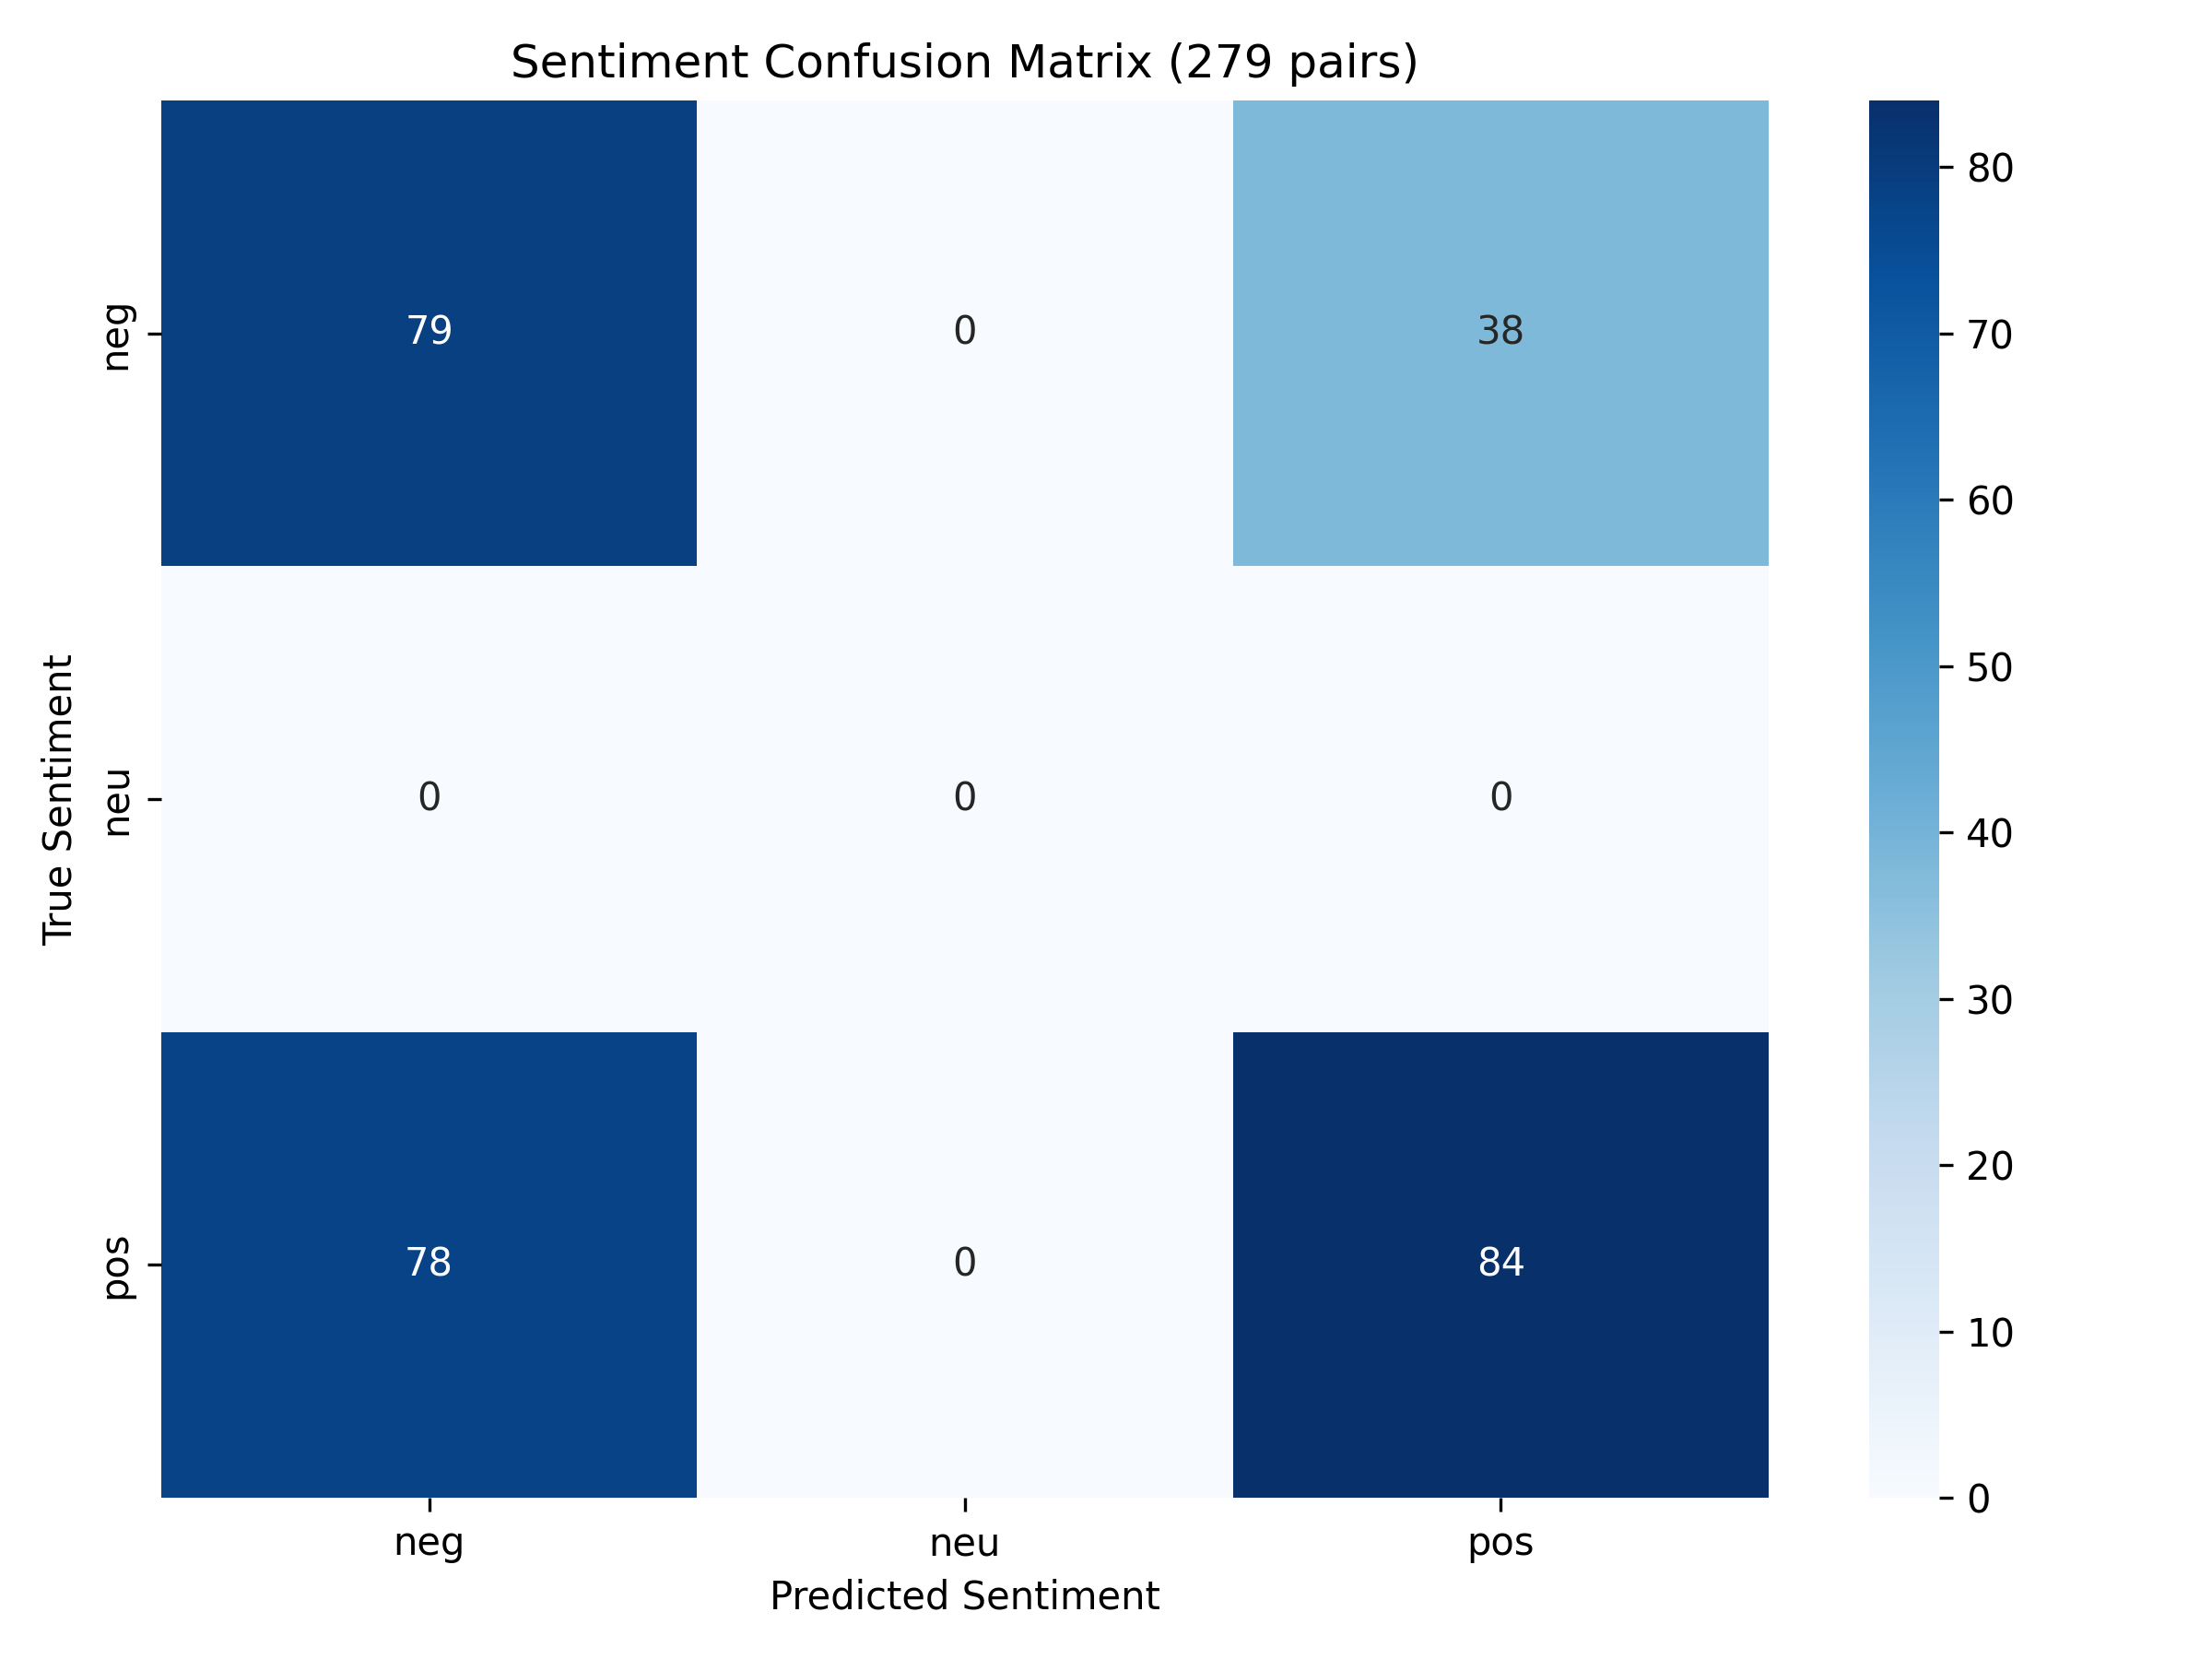 Sentiment Confusion Matrix (279 pairs)
True Sentiment
neg
79
0
38
neu
0
0
0
pos
78
0
84
neg
neu
pos
Predicted Sentiment
80
70
60
50
40
30
20
10
0